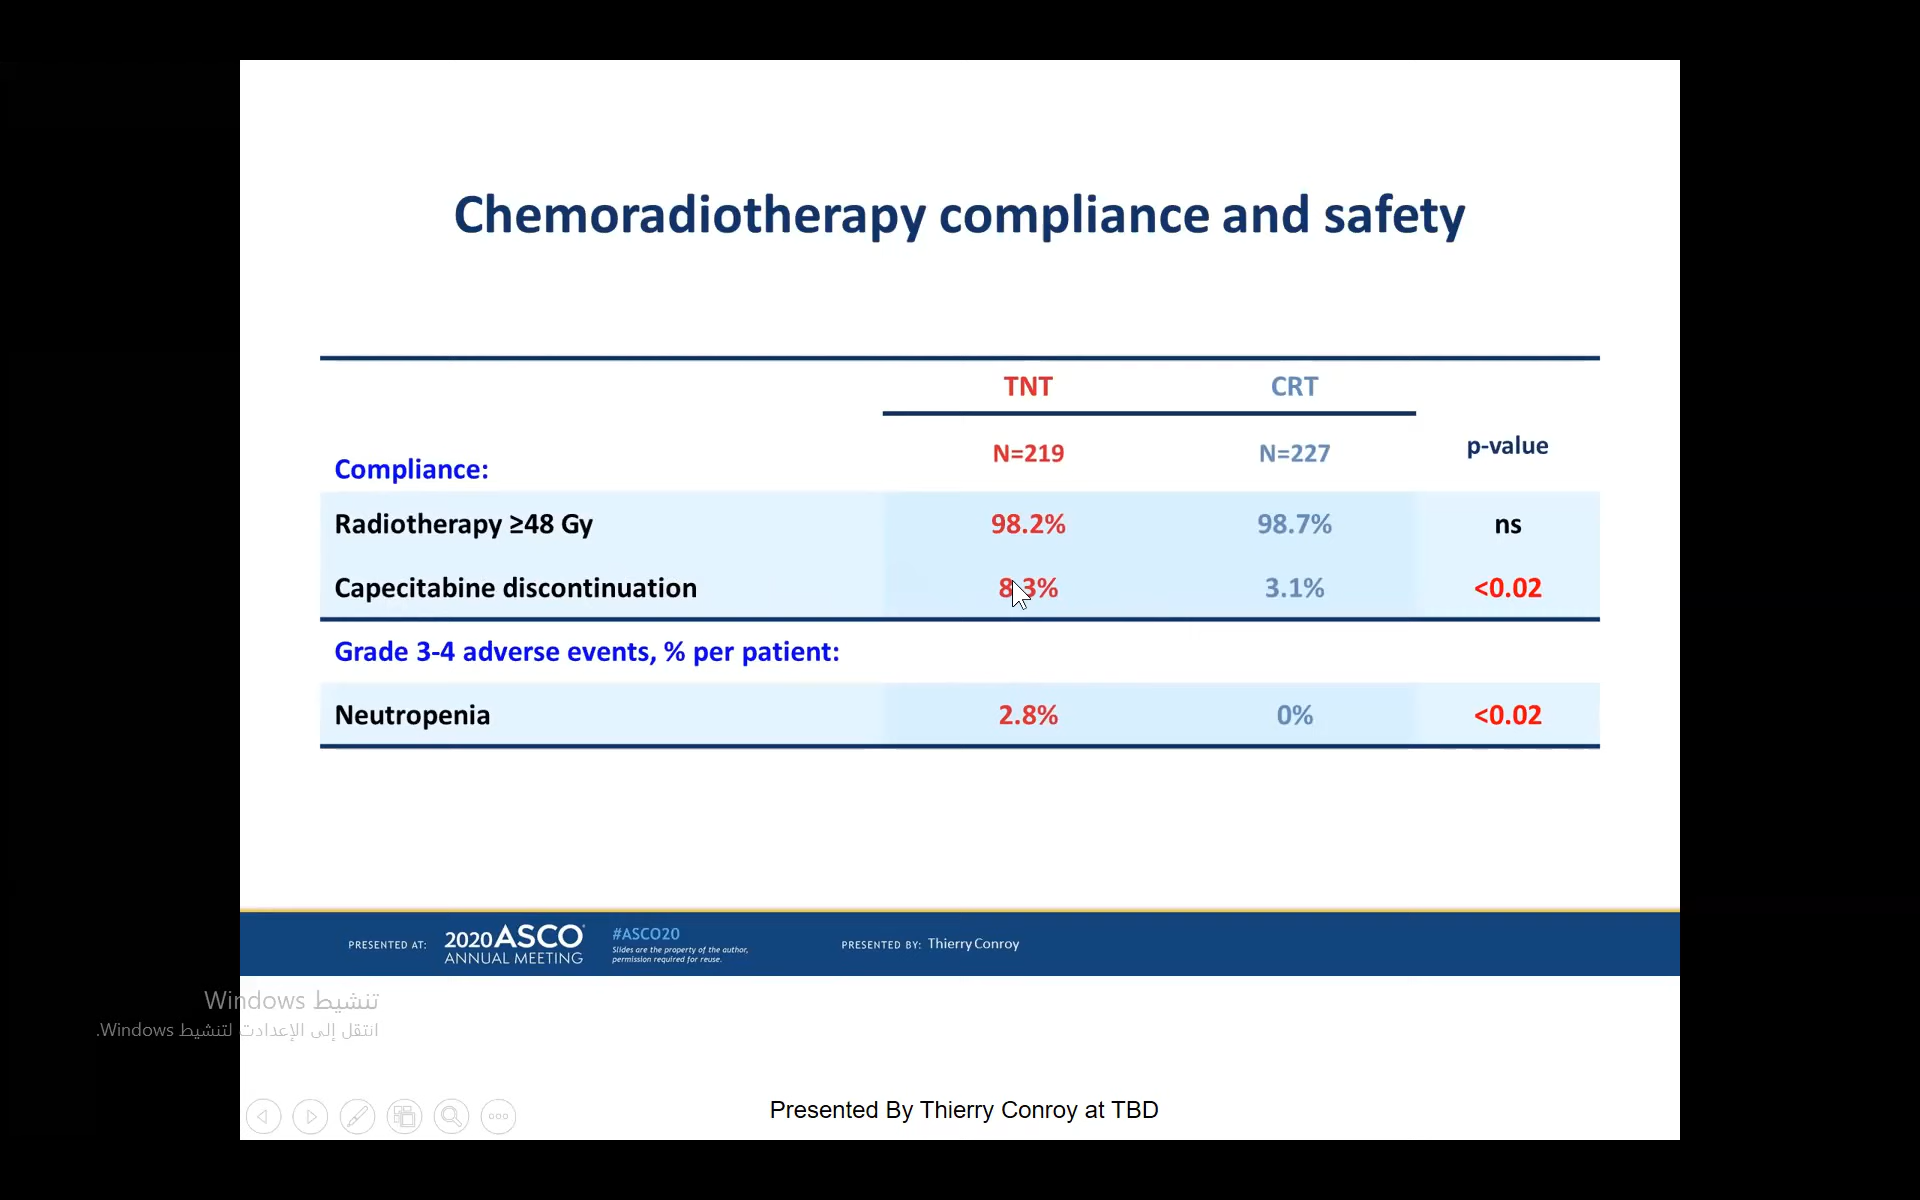 Chemoradiotherapy compliance and safety
TNT CRT
Compliance: N=219 N=227 p-value
Radiotherapy ≥48 Gy 98.2% 98.7% ns
Capecitabine discontinuation 8.3% 3.1% <0.02
Grade 3-4 adverse events, % per patient:
Neutropenia 2.8% 0% <0.02
PRESENTED AT: 2020 ASCO® ANNUAL MEETING
#ASCO20
Slides are the property of the author,
permission required for reuse.
PRESENTED BY: Thierry Conroy
تنشيط Windows
انتقل إلى الإعدادت لتنشيط Windows.
Presented By Thierry Conroy at TBD